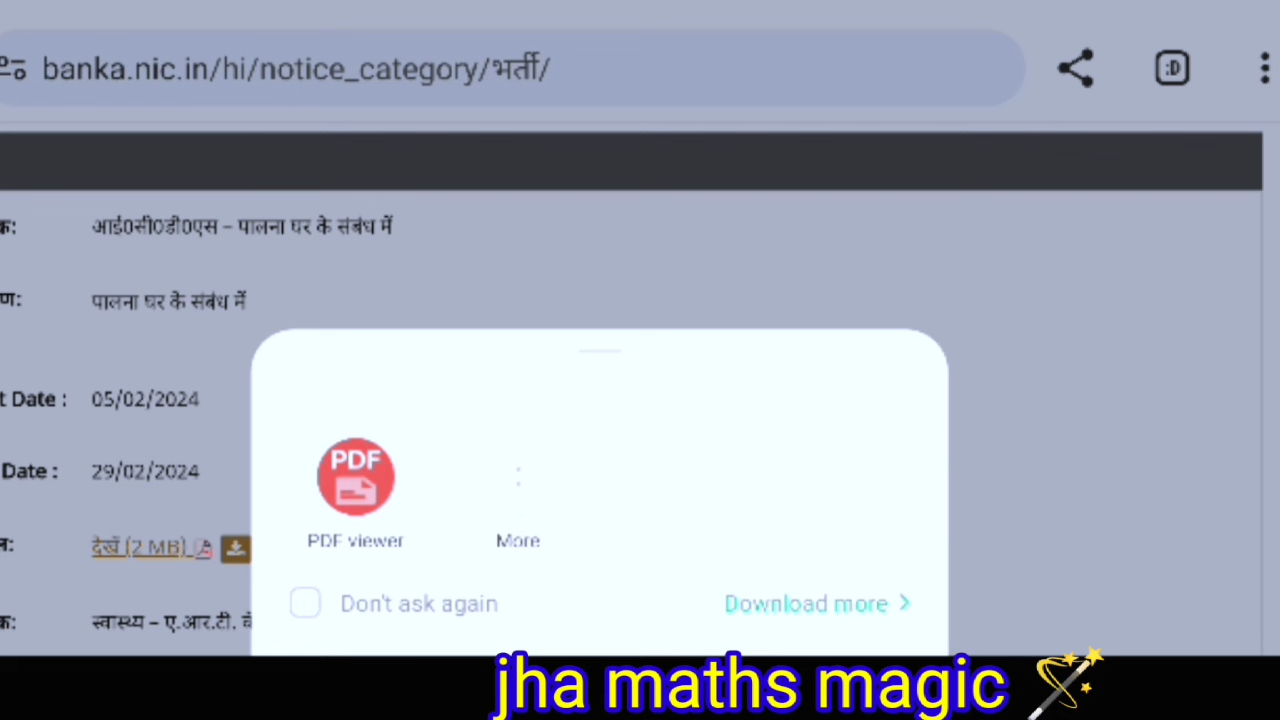 banka.nic.in/hi/notice_category/भर्ती/
:D
क:
आई0सी0डी0एस – पालना घर के संबंध में
ण:
पालना घर के संबंध में
t Date :
05/02/2024
Date :
29/02/2024
देखें (2 MB)
PDF
PDF viewer
More
Don't ask again
Download more >
क:
स्वास्थ्य – ए.आर.टी.
jha maths magic